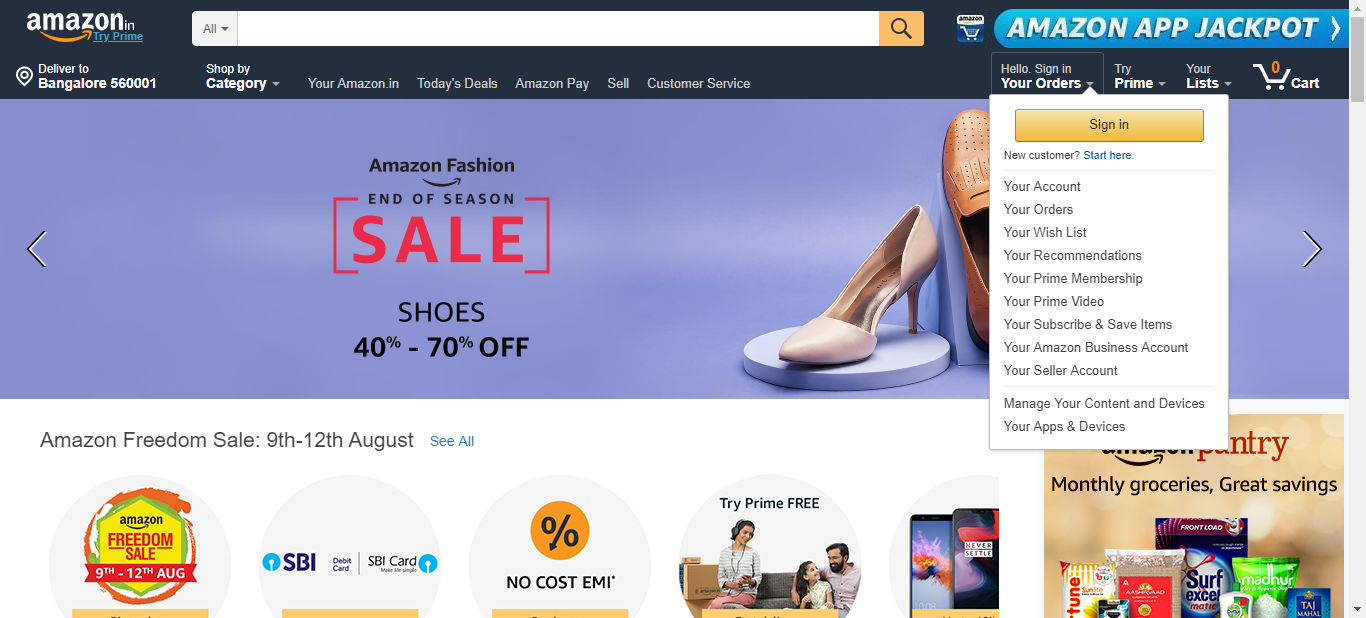 amazon.in
Try Prime
All
amazon
AMAZON APP JACKPOT
Deliver to
Bangalore 560001
Shop by
Category
Your Amazon.in
Today's Deals
Amazon Pay
Sell
Customer Service
Hello. Sign in
Your Orders
Try
Prime
Your
Lists
0
Cart
Sign in
New customer? Start here.
Your Account
Your Orders
Your Wish List
Your Recommendations
Your Prime Membership
Your Prime Video
Your Subscribe & Save Items
Your Amazon Business Account
Your Seller Account
Manage Your Content and Devices
Your Apps & Devices
Amazon Fashion
END OF SEASON
SALE
SHOES
40% - 70% OFF
Amazon Freedom Sale: 9th-12th August
See All
amazon
FREEDOM
SALE
9TH - 12TH AUG
SBI
Debit
Card
SBI Card
Make life simple
%
NO COST EMI*
Try Prime FREE
NEVER
SETTLE
amazon pantry
Monthly groceries, Great savings
FRONT LOAD
Surf
excel
matic
Sunlite
fortune
AASHIRVAAD
madhur
Dettol
TAJ
MAHAL